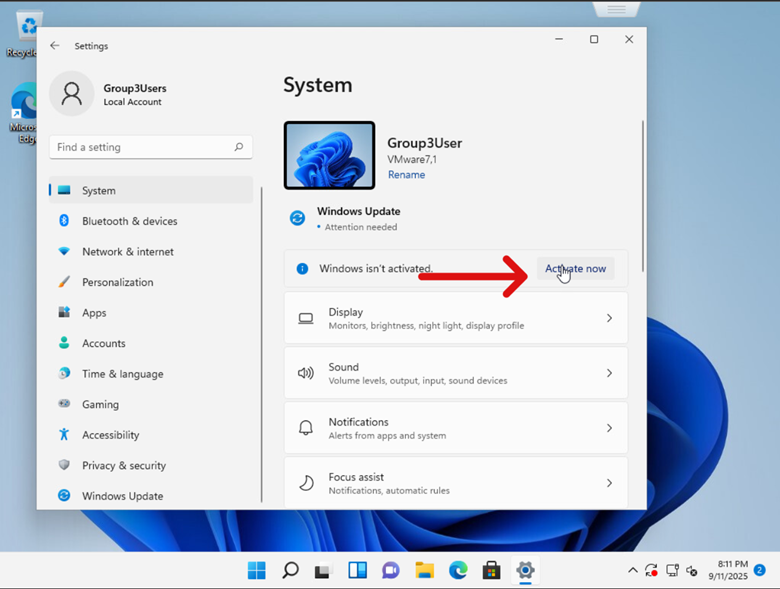 Recycle
Micros
Edg
Settings
Group3Users
Local Account
Find a setting
System
Bluetooth & devices
Network & internet
Personalization
Apps
Accounts
Time & language
Gaming
Accessibility
Privacy & security
Windows Update
System
Group3User
VMware7,1
Rename
Windows Update
• Attention needed
Windows isn't activated.
Activate now
Display
Monitors, brightness, night light, display profile
Sound
Volume levels, output, input, sound devices
Notifications
Alerts from apps and system
Focus assist
Notifications, automatic rules
8:11 PM
9/11/2025
2